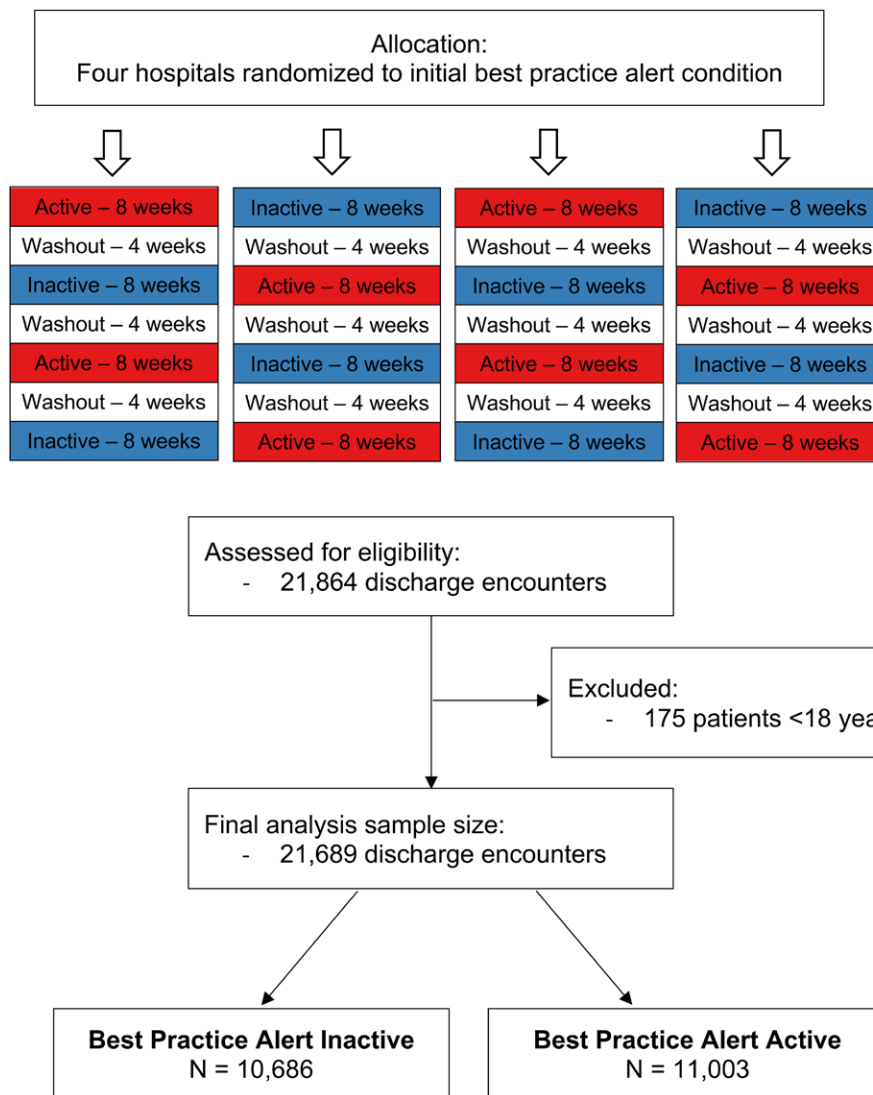 Allocation:
Four hospitals randomized to initial best practice alert condition
Active – 8 weeks
Washout – 4 weeks
Inactive – 8 weeks
Washout – 4 weeks
Active – 8 weeks
Washout – 4 weeks
Inactive – 8 weeks
Inactive – 8 weeks
Washout – 4 weeks
Active – 8 weeks
Washout – 4 weeks
Inactive – 8 weeks
Washout – 4 weeks
Active – 8 weeks
Active – 8 weeks
Washout – 4 weeks
Inactive – 8 weeks
Washout – 4 weeks
Active – 8 weeks
Washout – 4 weeks
Inactive – 8 weeks
Inactive – 8 weeks
Washout – 4 weeks
Active – 8 weeks
Washout – 4 weeks
Inactive – 8 weeks
Washout – 4 weeks
Active – 8 weeks
Assessed for eligibility:
- 21,864 discharge encounters
Excluded:
- 175 patients <18 yea
Final analysis sample size:
- 21,689 discharge encounters
Best Practice Alert Inactive
N = 10,686
Best Practice Alert Active
N = 11,003